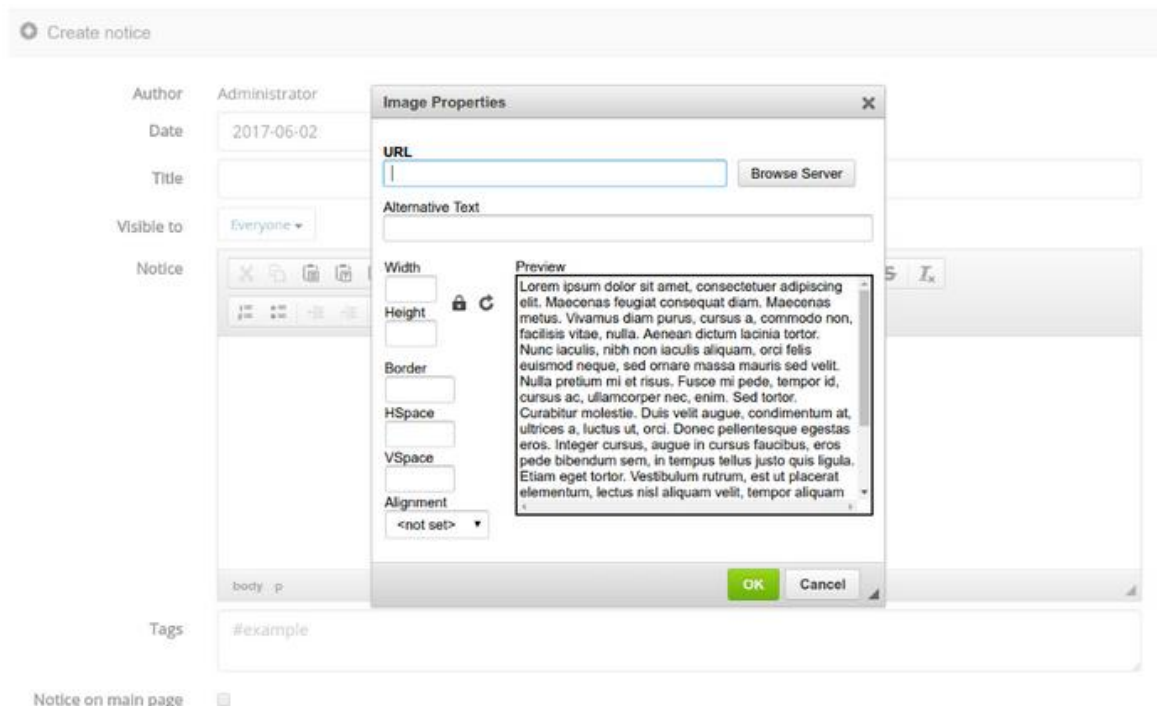 Create notice
Author Administrator
Date 2017-06-02
Title
Visible to Everyone
Notice
body p
Tags #example
Notice on main page
Image Properties
URL
Browse Server
Alternative Text
Width
Height
Border
HSpace
VSpace
Alignment
<not set>
Preview
Lorem ipsum dolor sit amet, consectetuer adipiscing
elit. Maecenas feugiat consequat diam. Maecenas
metus. Vivamus diam purus, cursus a, commodo non,
facilisis vitae, nulla. Aenean dictum lacinia tortor.
Nunc iaculis, nibh non iaculis aliquam, orci felis
euismod neque, sed ornare massa mauris sed velit.
Nulla pretium mi et risus. Fusce mi pede, tempor id,
cursus ac, ullamcorper nec, enim. Sed tortor.
Curabitur molestie. Duis velit augue, condimentum at,
ultrices a, luctus ut, orci. Donec pellentesque egestas
eros. Integer cursus, augue in cursus faucibus, eros
pede bibendum sem, in tempus tellus justo quis ligula.
Etiam eget tortor. Vestibulum rutrum, est ut placerat
elementum, lectus nisl aliquam velit, tempor aliquam
OK Cancel